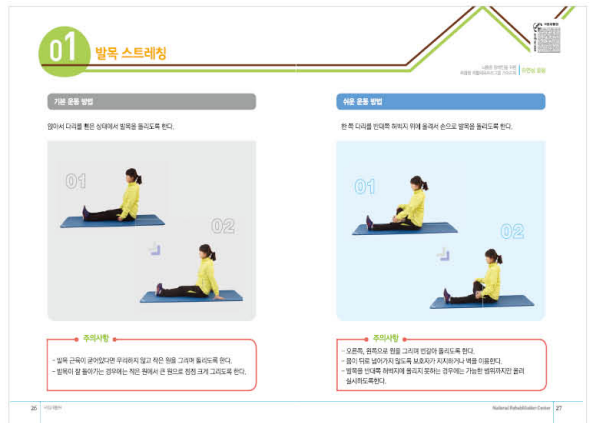 01 발목 스트레칭
유연성 운동
기본 운동 방법
앉아서 다리를 뻗은 상태에서 발목을 돌리도록 한다.
01
02
주의사항
- 발목 근육이 굳어있다면 무리하지 않고 작은 원을 그리며 돌리도록 한다.
- 발목이 잘 돌아가는 경우에는 작은 원에서 큰 원으로 점점 크게 그리도록 한다.
26
쉬운 운동 방법
한 쪽 다리를 반대쪽 허벅지 위에 올려서 손으로 발목을 돌리도록 한다.
01
02
주의사항
- 오른쪽, 왼쪽으로 원을 그리며 번갈아 돌리도록 한다.
- 몸이 뒤로 넘어가지 않도록 보호자가 지지하거나 벽을 이용한다.
- 발목을 반대쪽 허벅지에 올리지 못하는 경우에는 가능한 범위까지만 올려
실시하도록한다.
National Rehabilitation Center 27